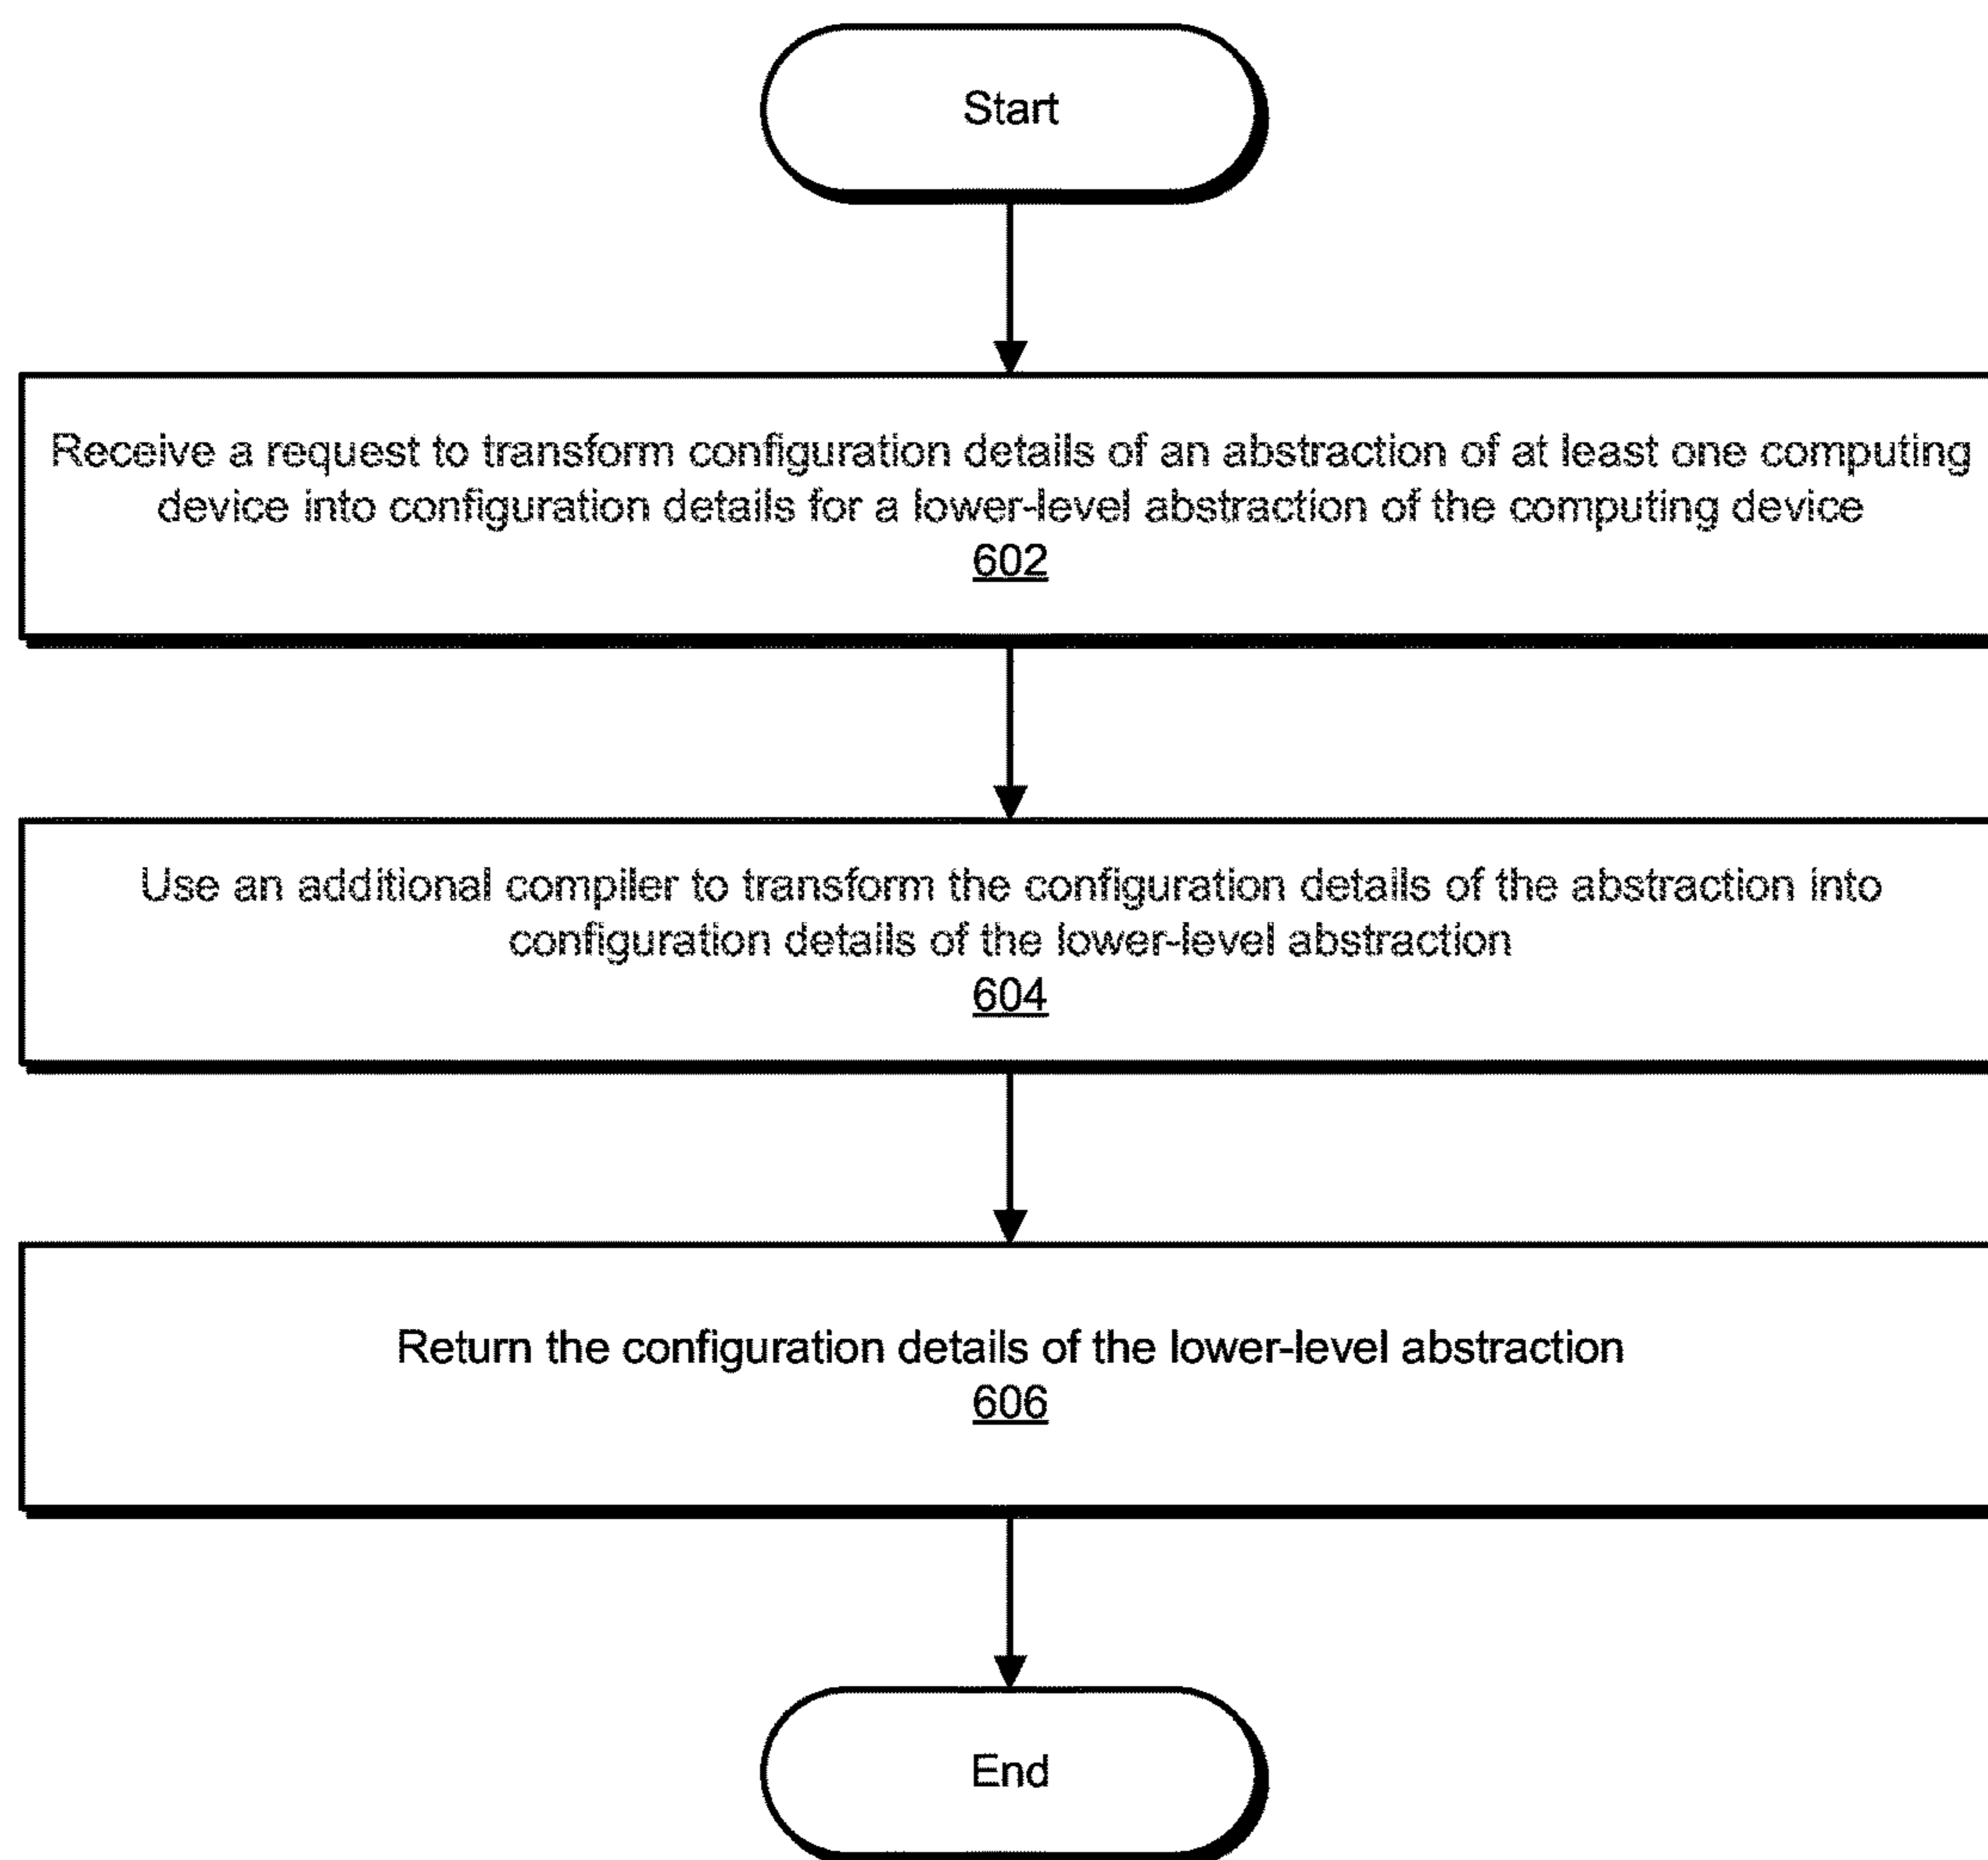 Start
Receive a request to transform configuration details of an abstraction of at least one computing
device into configuration details for a lower-level abstraction of the computing device
602
Use an additional compiler to transform the configuration details of the abstraction into
configuration details of the lower-level abstraction
604
Return the configuration details of the lower-level abstraction
606
End